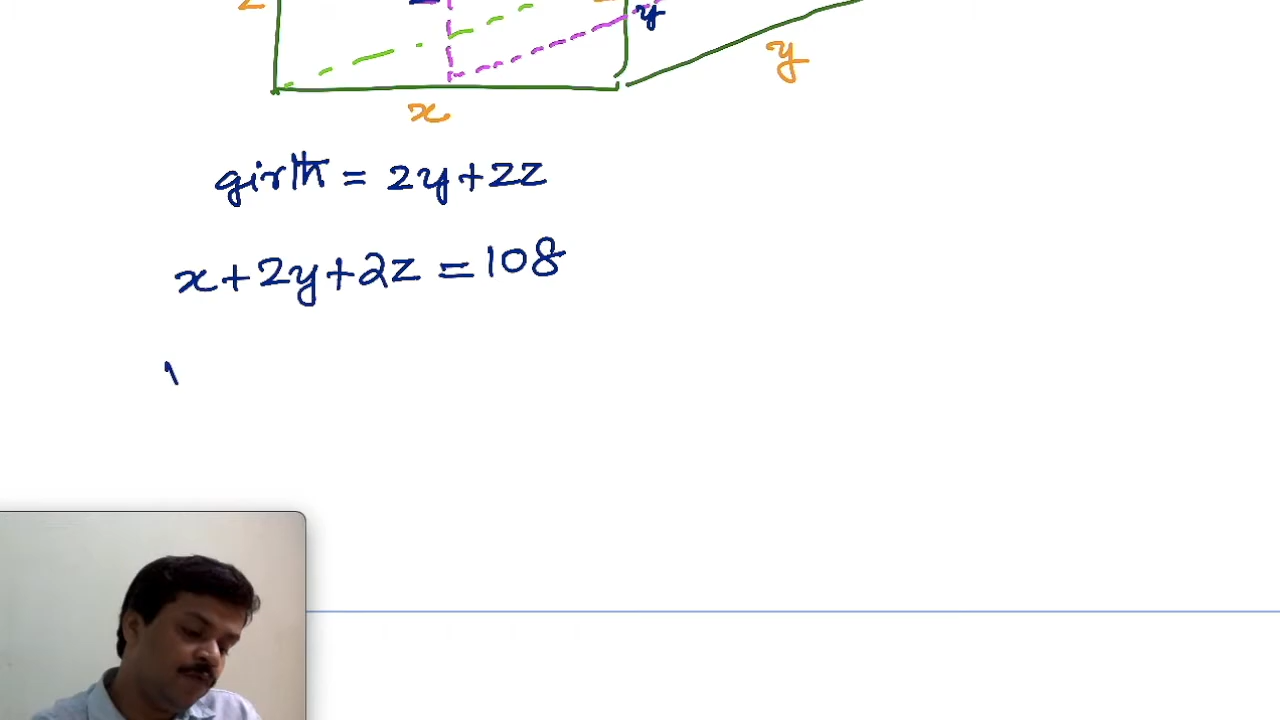 z
y
y
x
girth = 2y+2z
x+2y+2z = 108